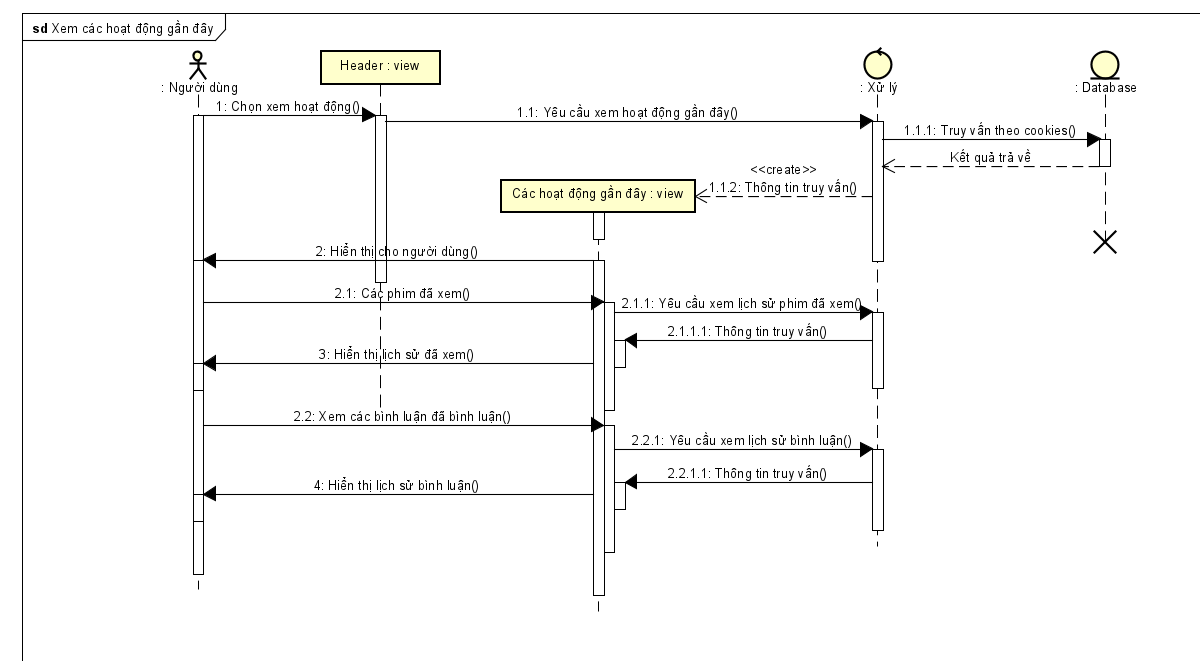 sd Xem các hoạt động gần đây
Header : view
: Người dùng
: Xử lý
: Database
1: Chọn xem hoạt động()
1.1: Yêu cầu xem hoạt động gần đây()
1.1.1: Truy vấn theo cookies()
Kết quả trả về
<<create>>
1.1.2: Thông tin truy vấn()
Các hoạt động gần đây : view
2: Hiển thị cho người dùng()
2.1: Các phim đã xem()
2.1.1: Yêu cầu xem lịch sử phim đã xem()
2.1.1.1: Thông tin truy vấn()
3: Hiển thị lịch sử đã xem()
2.2: Xem các bình luận đã bình luận()
2.2.1: Yêu cầu xem lịch sử bình luận()
2.2.1.1: Thông tin truy vấn()
4: Hiển thị lịch sử bình luận()